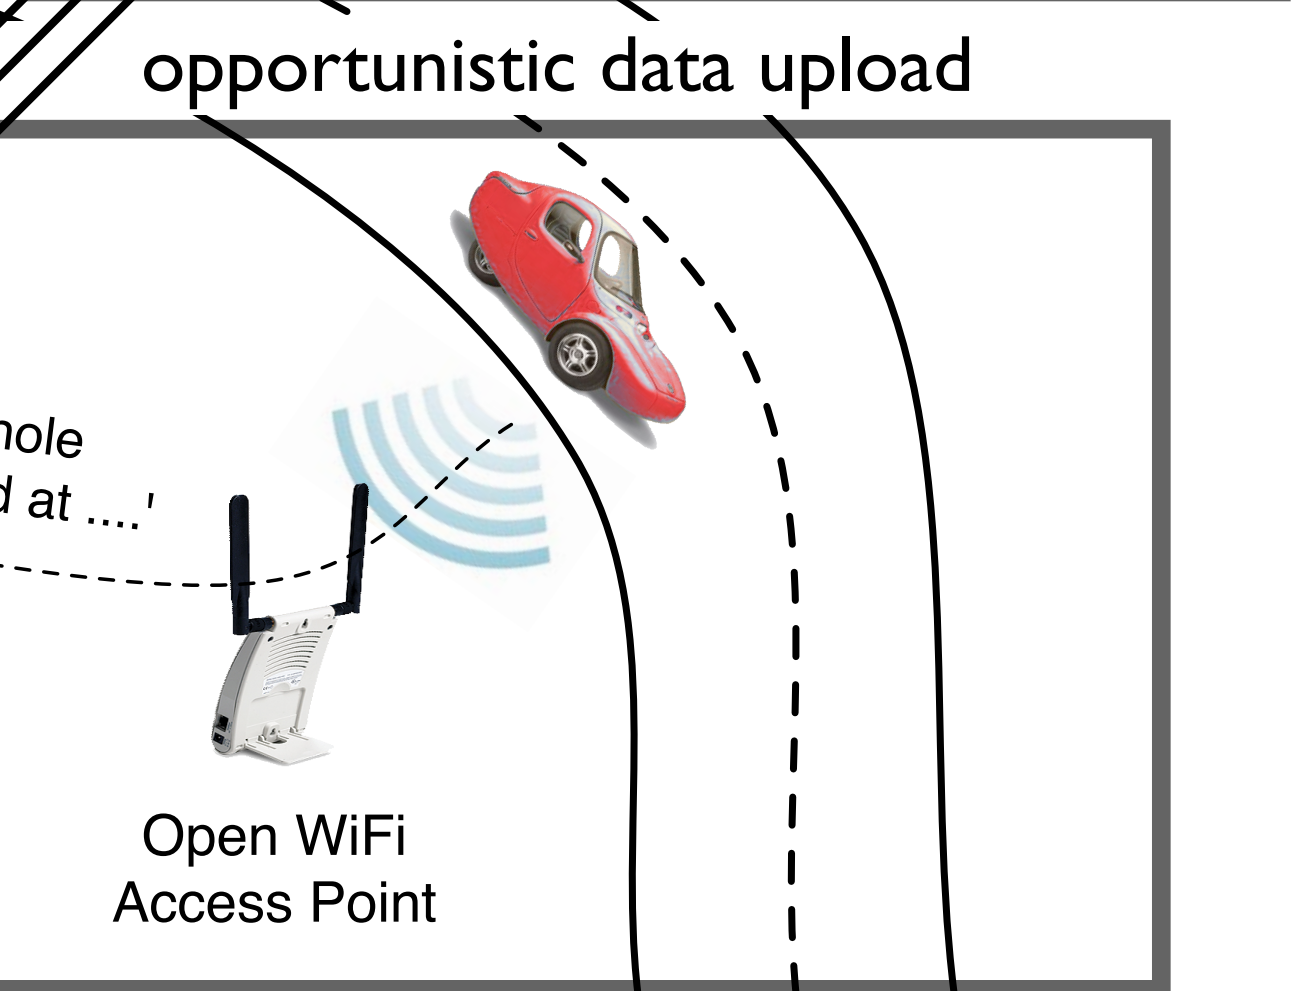 opportunistic data upload
hole
d at ....'
Open WiFi
Access Point